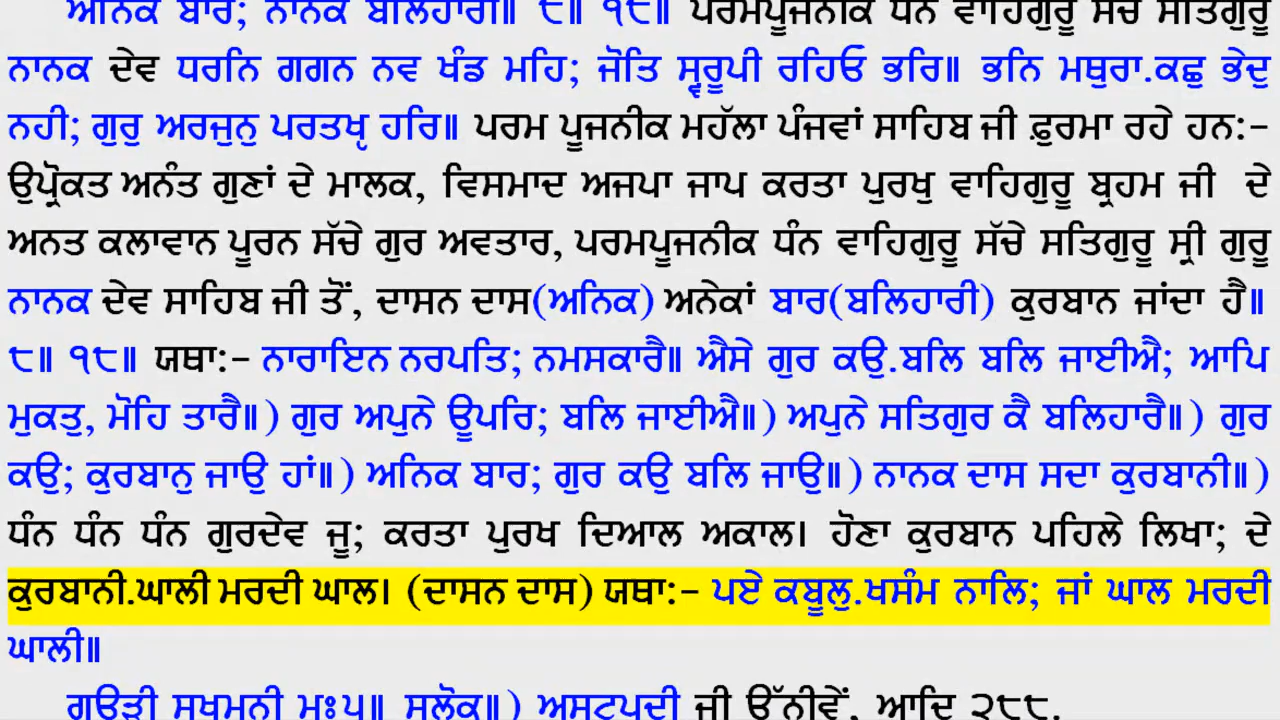 ਅਨਿਕ ਬਾਰ; ਨਾਨਕ ਬਲਿਹਾਰੀ॥ ੮॥ ੧੮॥ ਪਰਮਪੂਜਨੀਕ ਧੰਨ ਵਾਹਿਗੁਰੂ ਸੱਚੇ ਸਤਿਗੁਰੂ
ਨਾਨਕ ਦੇਵ ਧਰਨਿ ਗਗਨ ਨਵ ਖੰਡ ਮਹਿ; ਜੋਤਿ ਸ੍ਵਰੂਪੀ ਰਹਿਓ ਭਰਿ॥ ਭਨਿ ਮਥੁਰਾ.ਕਛੁ ਭੇਦੁ
ਨਹੀ; ਗੁਰੁ ਅਰਜੁਨੁ ਪਰਤਖੵ ਹਰਿ॥ ਪਰਮ ਪੂਜਨੀਕ ਮਹੱਲਾ ਪੰਜਵਾਂ ਸਾਹਿਬ ਜੀ ਫ਼ੁਰਮਾ ਰਹੇ ਹਨ:-
ਉਪ੍ਰੋਕਤ ਅਨੰਤ ਗੁਣਾਂ ਦੇ ਮਾਲਕ, ਵਿਸਮਾਦ ਅਜਪਾ ਜਾਪ ਕਰਤਾ ਪੁਰਖੁ ਵਾਹਿਗੁਰੂ ਬ੍ਰਹਮ ਜੀ ਦੇ
ਅਨਤ ਕਲਾਵਾਨ ਪੂਰਨ ਸੱਚੇ ਗੁਰ ਅਵਤਾਰ, ਪਰਮਪੂਜਨੀਕ ਧੰਨ ਵਾਹਿਗੁਰੂ ਸੱਚੇ ਸਤਿਗੁਰੂ ਸ੍ਰੀ ਗੁਰੂ
ਨਾਨਕ ਦੇਵ ਸਾਹਿਬ ਜੀ ਤੋਂ, ਦਾਸਨ ਦਾਸ(ਅਨਿਕ) ਅਨੇਕਾਂ ਬਾਰ(ਬਲਿਹਾਰੀ) ਕੁਰਬਾਨ ਜਾਂਦਾ ਹੈ॥
੮॥ ੧੮॥ ਯਥਾ:- ਨਾਰਾਇਨ ਨਰਪਤਿ; ਨਮਸਕਾਰੈ॥ ਐਸੇ ਗੁਰ ਕਉ.ਬਲਿ ਬਲਿ ਜਾਈਐ; ਆਪਿ
ਮੁਕਤੁ, ਮੋਹਿ ਤਾਰੈ॥) ਗੁਰ ਅਪੁਨੇ ਊਪਰਿ; ਬਲਿ ਜਾਈਐ॥) ਅਪੁਨੇ ਸਤਿਗੁਰ ਕੈ ਬਲਿਹਾਰੈ॥) ਗੁਰ
ਕਉ; ਕੁਰਬਾਨੁ ਜਾਉ ਹਾਂ॥) ਅਨਿਕ ਬਾਰ; ਗੁਰ ਕਉ ਬਲਿ ਜਾਉ॥) ਨਾਨਕ ਦਾਸ ਸਦਾ ਕੁਰਬਾਨੀ॥)
ਧੰਨ ਧੰਨ ਧੰਨ ਗੁਰਦੇਵ ਜੂ; ਕਰਤਾ ਪੁਰਖ ਦਿਆਲ ਅਕਾਲ। ਹੋਣਾ ਕੁਰਬਾਨ ਪਹਿਲੇ ਲਿਖਾ; ਦੇ
ਕੁਰਬਾਨੀ.ਘਾਲੀ ਮਰਦੀ ਘਾਲ। (ਦਾਸਨ ਦਾਸ) ਯਥਾ:- ਪਏ ਕਬੂਲੁ.ਖਸੰਮ ਨਾਲਿ; ਜਾਂ ਘਾਲ ਮਰਦੀ
ਘਾਲੀ॥
ਗਉੜੀ ਸੁਖਮਨੀ ਮਃ੫॥ ਸਲੋਕੁ॥) ਅਸਟਪਦੀ ਜੀ ਉੱਨੀਵੇਂ, ਆਦਿ ੨੮੮.